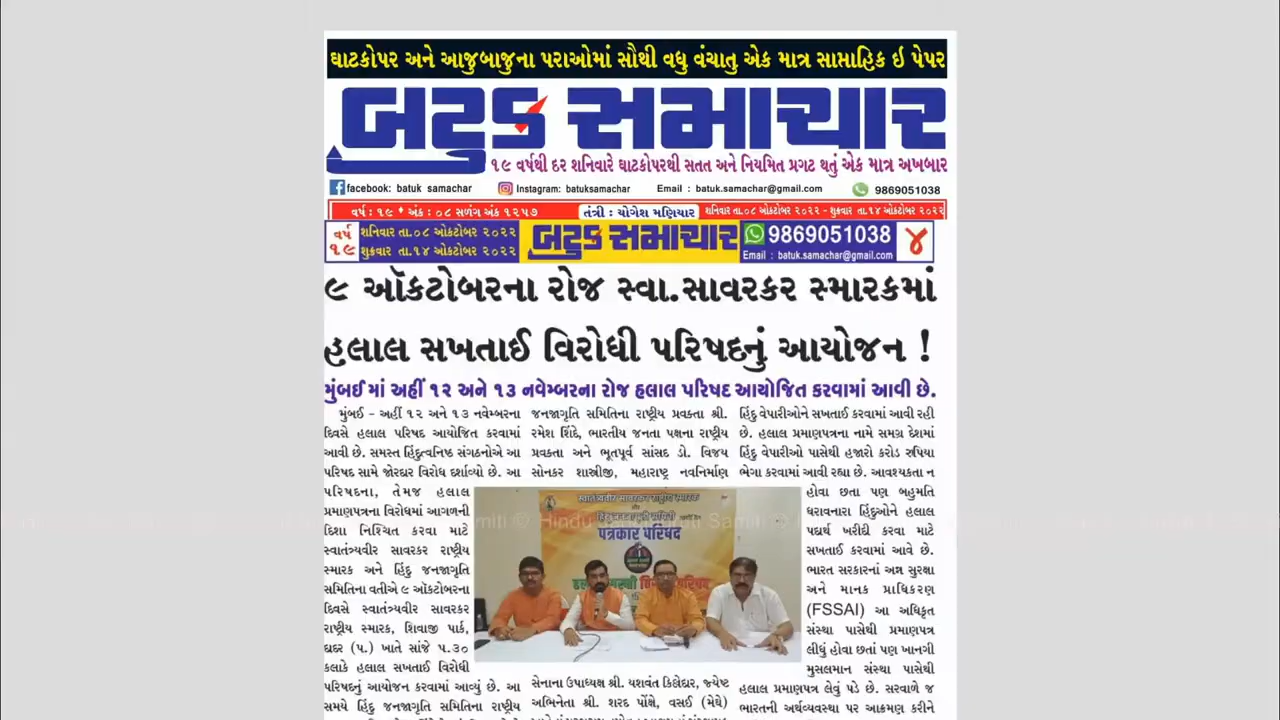 ઘાટકોપર અને આજુબાજુના પરાઓમાં સૌથી વધુ વંચાતુ એક માત્ર સાપ્તાહિક ઇ પેપર
બટુક સમાચાર
૧૯ વર્ષથી દર શનિવારે ઘાટકોપરથી સતત અને નિયમિત પ્રગટ થતું એક માત્ર અખબાર
facebook: batuk samachar Instagram: batuksamachar Email : batuk.samachar@gmail.com 9869051038
વર્ષ : ૧૯ * અંક : ૦૮ સળંગ અંક ૧૨૫૭ તંત્રી : યોગેશ મણિયાર શનિવાર તા.૦૮ ઓક્ટોબર ૨૦૨૨ - શુક્રવાર તા.૧૪ ઓકટોબર ૨૦૨૨
વર્ષ ૧૯ શનિવાર તા.૦૮ ઓક્ટોબર ૨૦૨૨ શુક્રવાર તા.૧૪ ઓકટોબર ૨૦૨૨ બટુક સમાચાર 9869051038 Email : batuk.samachar@gmail.com ૪
૯ ઑકટોબરના રોજ સ્વા.સાવરકર સ્મારકમાં
હલાલ સખતાઈ વિરોધી પરિષદનું આયોજન !
મુંબઈ માં અહીં ૧૨ અને ૧૩ નવેમ્બરના રોજ હલાલ પરિષદ આયોજિત કરવામાં આવી છે.
મુંબઈ - અહીં ૧૨ અને ૧૩ નવેમ્બરના
દિવસે હલાલ પરિષદ આયોજિત કરવામાં
આવી છે. સમસ્ત હિંદુત્વનિષ્ઠ સંગઠનોએ આ
પરિષદ સામે જોરદાર વિરોધ દર્શાવ્યો છે. આ
પરિષદના, તેમજ હલાલ
પ્રમાણપત્રના વિરોધમાં આગળની
દિશા નિશ્ચિત કરવા માટે
સ્વાતંત્ર્યવીર સાવરકર રાષ્ટ્રીય
સ્મારક અને હિંદુ જનજાગૃતિ
સમિતિના વતીએ ૯ ઓક્ટોબરના
દિવસે સ્વાતંત્ર્યવીર સાવરકર
રાષ્ટ્રીય સ્મારક, શિવાજી પાર્ક,
દાદર (પ.) ખાતે સાંજે ૫.૩૦
કલાકે હલાલ સખતાઈ વિરોધી
પરિષદનું આયોજન કરવામાં આવ્યું છે. આ
સમયે હિંદુ જનજાગૃતિ સમિતિના રાષ્ટ્રીય
જનજાગૃતિ સમિતિના રાષ્ટ્રીય પ્રવક્તા શ્રી.
રમેશ શિંદે, ભારતીય જનતા પક્ષના રાષ્ટ્રીય
પ્રવક્તા અને ભૂતપૂર્વ સાંસદ ડો. વિજય
સોનકર શાસ્ત્રીજી, મહારાષ્ટ્ર નવનિર્માણ
स्वातंत्र्यवीर सावरकर राष्ट्रीय स्मारक
हिंदु जनजागृती समिती
पत्रकार परिषद
સેનાના ઉપાધ્યક્ષ શ્રી. યશવંત કિલેદાર, જ્યેષ્ટ
અભિનેતા શ્રી. શરદ પોંક્ષે, વસઈ (મેધે)
હિંદુ વેપારીઓને સખતાઈ કરવામાં આવી રહી
છે. હલાલ પ્રમાણપત્રના નામે સમગ્ર દેશમાં
હિંદુ વેપારીઓ પાસેથી હજારો કરોડ રુપિયા
ભેગા કરવામાં આવી રહ્યા છે. આવશ્યકતા ન
હોવા છતા પણ બહુમતિ
ધરાવનારા હિંદુઓને હલાલ
પદાર્થ ખરીદી કરવા માટે
સખતાઈ કરવામાં આવે છે.
ભારત સરકારનાં અન્ન સુરક્ષા
અને માનક પ્રાધિકરણ
(FSSAI) આ અધિકૃત
સંસ્થા પાસેથી પ્રમાણપત્ર
લીધું હોવા છતાં પણ ખાનગી
મુસલમાન સંસ્થા પાસેથી
હલાલ પ્રમાણપત્ર લેવું પડે છે. સરવાળે જ
ભારતની અર્થવ્યવસ્થા પર આક્રમણ કરીને